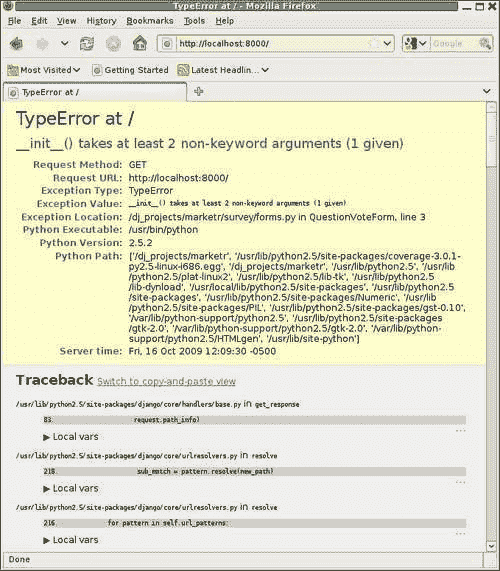 TypeError at / - Mozilla Firefox
File Edit View History Bookmarks Tools Help
http://localhost:8000/ Google
Most Visited Getting Started Latest Headlin...
TypeError at /
TypeError at /
__init__() takes at least 2 non-keyword arguments (1 given)
Request Method: GET
Request URL: http://localhost:8000/
Exception Type: TypeError
Exception Value: __init__() takes at least 2 non-keyword arguments (1 given)
Exception Location: /dj_projects/marketr/survey/forms.py in QuestionVoteForm, line 3
Python Executable: /usr/bin/python
Python Version: 2.5.2
Python Path: ['/dj_projects/marketr', '/usr/lib/python2.5/site-packages/coverage-3.0.1-
py2.5-linux-i686.egg', '/dj_projects/marketr', '/usr/lib/python2.5', '/usr/lib
/python2.5/plat-linux2', '/usr/lib/python2.5/lib-tk', '/usr/lib/python2.5
/lib-dynload', '/usr/local/lib/python2.5/site-packages', '/usr/lib/python2.5
/site-packages', '/usr/lib/python2.5/site-packages/Numeric', '/usr/lib
/python2.5/site-packages/PIL', '/usr/lib/python2.5/site-packages/gst-0.10',
'/var/lib/python-support/python2.5', '/usr/lib/python2.5/site-packages
/gtk-2.0', '/var/lib/python-support/python2.5/gtk-2.0', '/var/lib/python-
support/python2.5/HTMLgen', '/usr/lib/site-python']
Server time: Fri, 16 Oct 2009 12:09:30 -0500
Traceback Switch to copy-and-paste view
/usr/lib/python2.5/site-packages/django/core/handlers/base.py in get_response
83. request.path_info)
...
▶ Local vars
/usr/lib/python2.5/site-packages/django/core/urlresolvers.py in resolve
218. sub_match = pattern.resolve(new_path)
...
▶ Local vars
/usr/lib/python2.5/site-packages/django/core/urlresolvers.py in resolve
216. for pattern in self.url_patterns:
...
▶ Local vars
Done